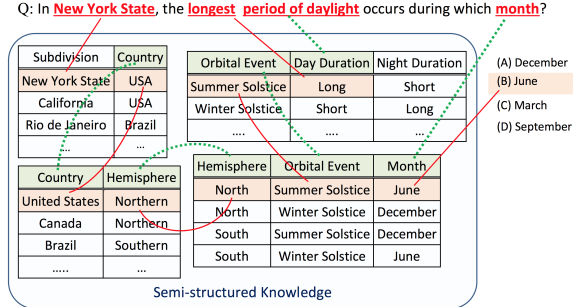 Q: In New York State, the longest period of daylight occurs during which month?
Subdivision Country
New York State USA
California USA
Rio de Janeiro Brazil
... ...
Orbital Event Day Duration Night Duration
Summer Solstice Long Short
Winter Solstice Short Long
.... .... ...
(A) December
(B) June
(C) March
(D) September
Country Hemisphere
United States Northern
Canada Northern
Brazil Southern
..... ...
Hemisphere Orbital Event Month
North Summer Solstice June
North Winter Solstice December
South Summer Solstice December
South Winter Solstice June
Semi-structured Knowledge